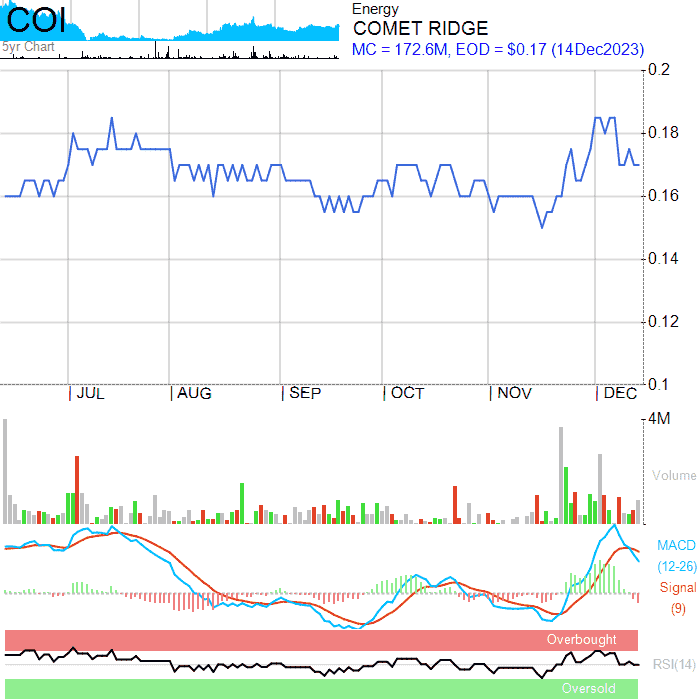 COI
5yr Chart
Energy
COMET RIDGE
MC = 172.6M, EOD = $0.17 (14Dec2023)
0.2
0.18
0.16
0.14
0.12
0.1
JUL AUG SEP OCT NOV DEC
4M
Volume
MACD
(12-26)
Signal
(9)
Overbought
RSI(14)
Oversold